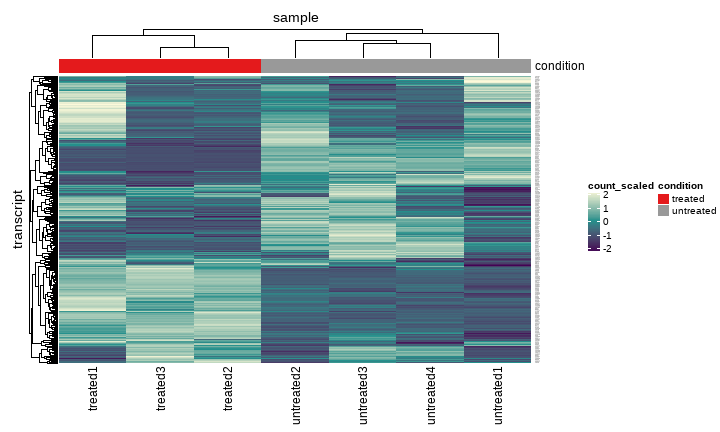 sample
condition
transcript
count_scaled
2
1
0
-1
-2
condition
treated
untreated
treated1
treated3
treated2
untreated2
untreated3
untreated4
untreated1